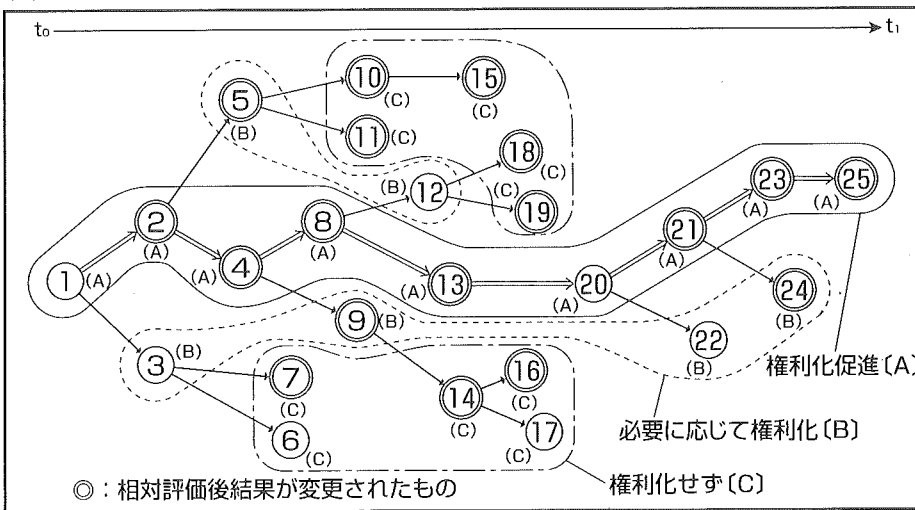 t₀ t₁
10 (C)
15 (C)
5 (B)
11 (C)
18 (C)
(B) 12
(C) 19
23 (A)
25 (A)
2 (A)
8 (A)
21 (A)
1 (A)
(A) 4
(A) 13
20 (A)
24 (B)
9 (B)
22 (B)
3 (B)
7 (C)
16 (C)
14 (C)
17 (C)
6 (C)
権利化促進〔A〕
必要に応じて権利化〔B〕
権利化せず〔C〕
◎：相対評価後結果が変更されたもの